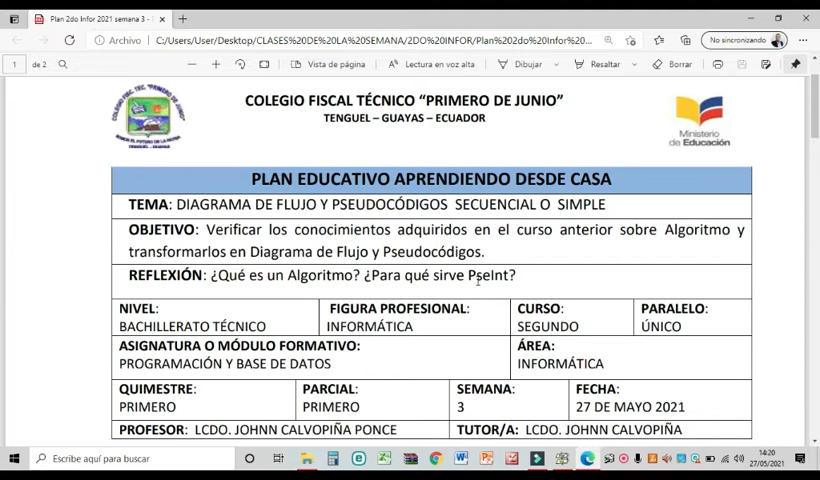 Plan 2do Infor 2021 semana 3 -
Archivo
C:/Users/User/Desktop/CLASES%20DE%20LA%20SEMANA/2DO%20INFOR/Plan%202do%20Infor%20...
No sincronizando
1 de 2
Vista de página
Lectura en voz alta
Dibujar
Resaltar
Borrar
COLEGIO FISCAL TÉCNICO “PRIMERO DE JUNIO”
TENGUEL – GUAYAS – ECUADOR
Ministerio
de Educación
PLAN EDUCATIVO APRENDIENDO DESDE CASA
TEMA: DIAGRAMA DE FLUJO Y PSEUDOCÓDIGOS SECUENCIAL O SIMPLE
OBJETIVO: Verificar los conocimientos adquiridos en el curso anterior sobre Algoritmo y
transformarlos en Diagrama de Flujo y Pseudocódigos.
REFLEXIÓN: ¿Qué es un Algoritmo? ¿Para qué sirve PseInt?
NIVEL:
BACHILLERATO TÉCNICO
FIGURA PROFESIONAL:
INFORMÁTICA
CURSO:
SEGUNDO
PARALELO:
ÚNICO
ASIGNATURA O MÓDULO FORMATIVO:
PROGRAMACIÓN Y BASE DE DATOS
ÁREA:
INFORMÁTICA
QUIMESTRE:
PRIMERO
PARCIAL:
PRIMERO
SEMANA:
3
FECHA:
27 DE MAYO 2021
PROFESOR: LCDO. JOHNN CALVOPIÑA PONCE
TUTOR/A: LCDO. JOHNN CALVOPIÑA
Escribe aquí para buscar
14:20
27/05/2021